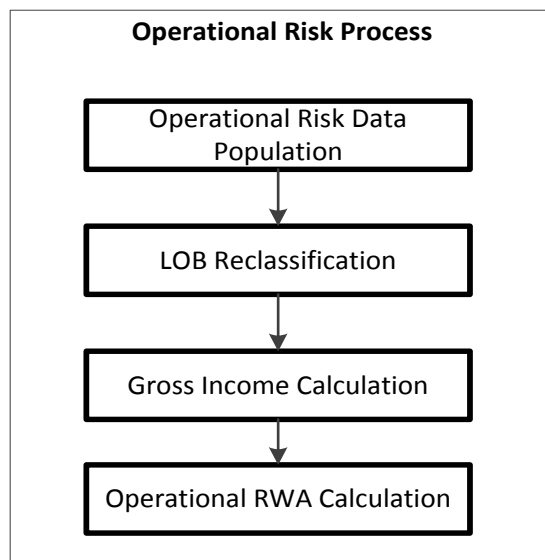 Operational Risk Process
Operational Risk Data
Population
LOB Reclassification
Gross Income Calculation
Operational RWA Calculation